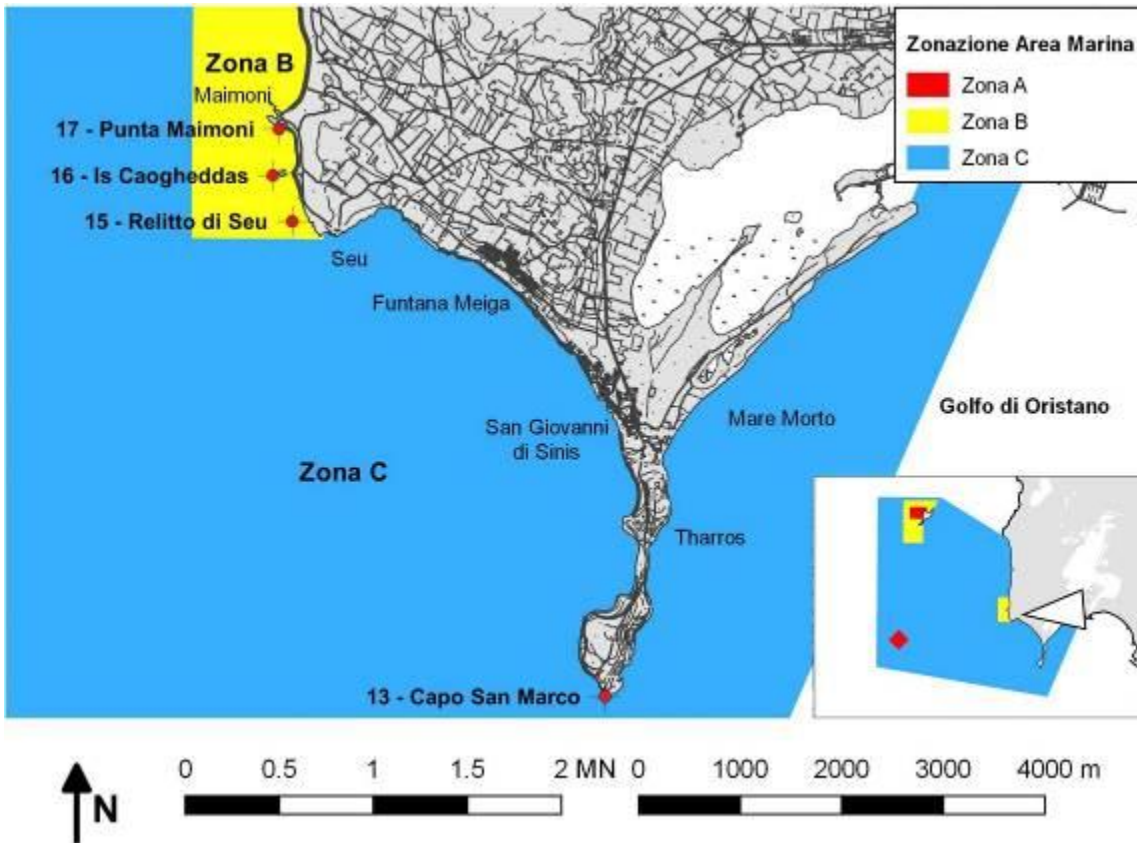 Zona B
Maimoni
17 - Punta Maimoni
16 - Is Caogheddas
15 - Relitto di Seu
Seu
Funtana Meiga
San Giovanni
di Sinis
Mare Morto
Golfo di Oristano
Zona C
Tharros
13 - Capo San Marco
Zonazione Area Marina
Zona A
Zona B
Zona C
N
0 0.5 1 1.5 2 MN
0 1000 2000 3000 4000 m